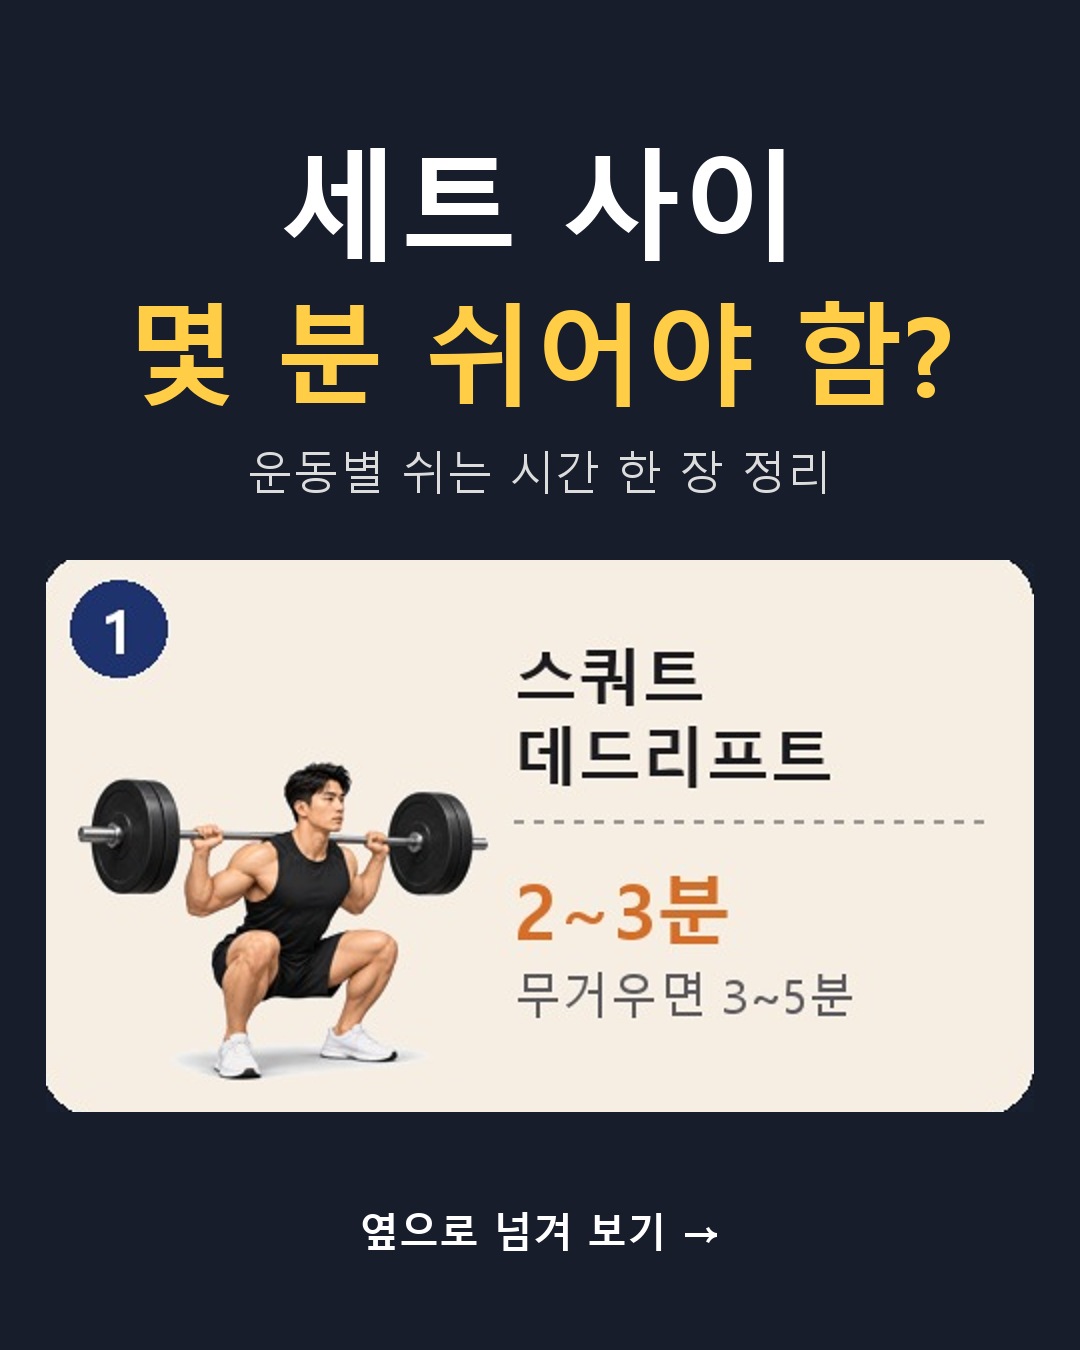 세트 사이
몇 분 쉬어야 함?
운동별 쉬는 시간 한 장 정리
1
스쿼트
데드리프트
2~3분
무거우면 3~5분
옆으로 넘겨 보기 →